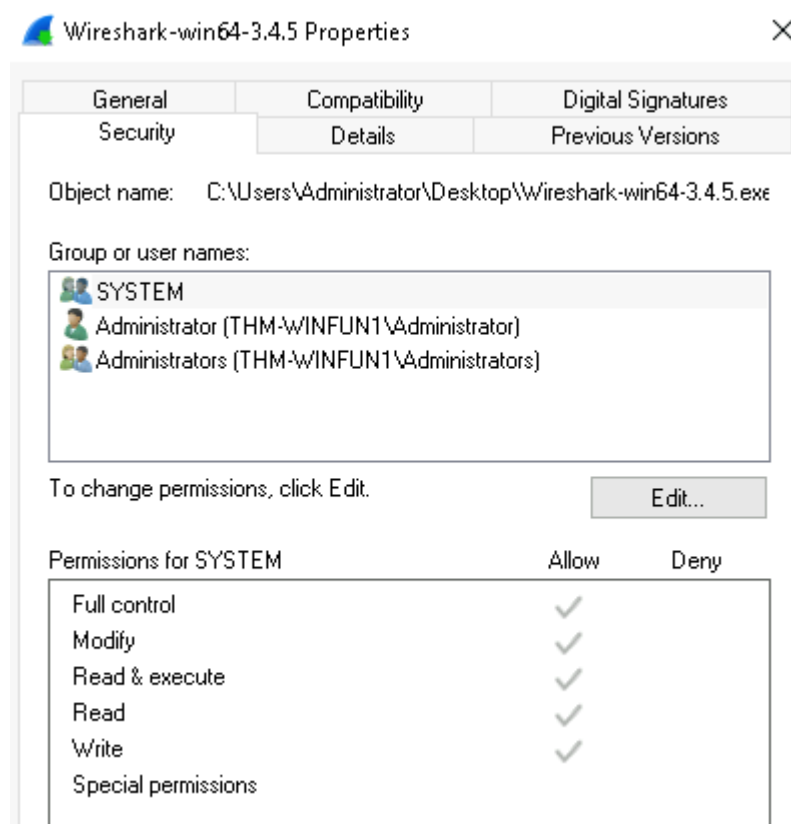 Wireshark-win64-3.4.5 Properties
General Compatibility Digital Signatures
Security Details Previous Versions
Object name: C:\Users\Administrator\Desktop\Wireshark-win64-3.4.5.exe
Group or user names:
SYSTEM
Administrator (THM-WINFUN1\Administrator)
Administrators (THM-WINFUN1\Administrators)
To change permissions, click Edit.
Edit...
Permissions for SYSTEM Allow Deny
Full control
Modify
Read & execute
Read
Write
Special permissions